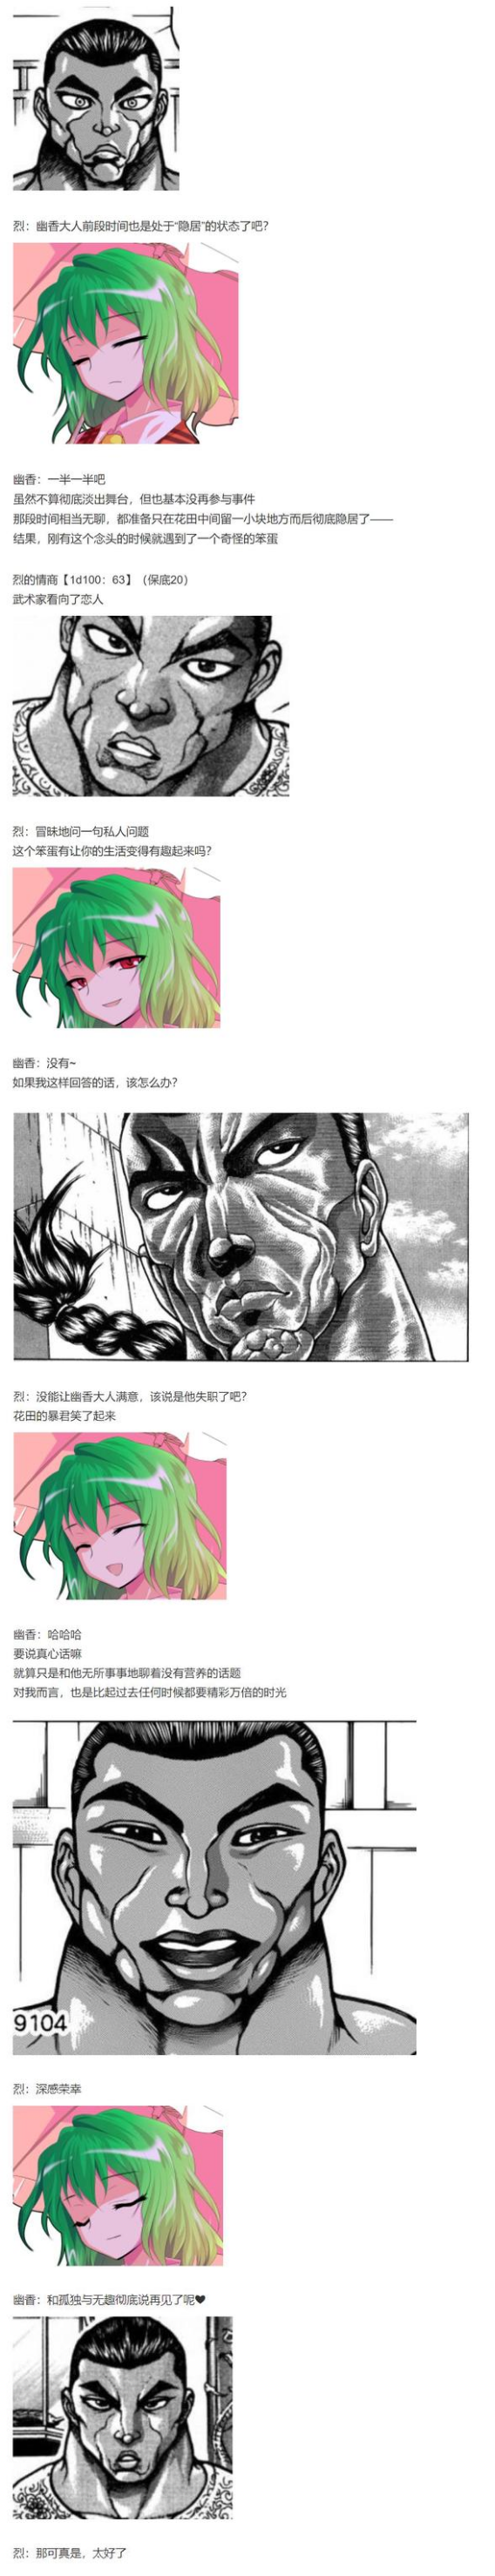 烈：幽香大人前段时间也是处于“隐居”的状态了吧？
幽香：一半一半吧
虽然不算彻底淡出舞台，但也基本没再参与事件
那段时间相当无聊，都准备只在花田中间留一小块地方而后彻底隐居了——
结果，刚有这个念头的时候就遇到了一个奇怪的笨蛋
烈的情商【1d100：63】（保底20）
武术家看向了恋人
烈：冒昧地问一句私人问题
这个笨蛋有让你的生活变得有趣起来吗？
幽香：没有~
如果我这样回答的话，该怎么办？
烈：没能让幽香大人满意，该说是他失职了吧？
花田的暴君笑了起来
幽香：哈哈哈
要说真心话嘛
就算只是和他无所事事地聊着没有营养的话题
对我而言，也是比起过去任何时候都要精彩万倍的时光
9104
烈：深感荣幸
幽香：和孤独与无趣彻底说再见了呢♥
烈：那可真是，太好了